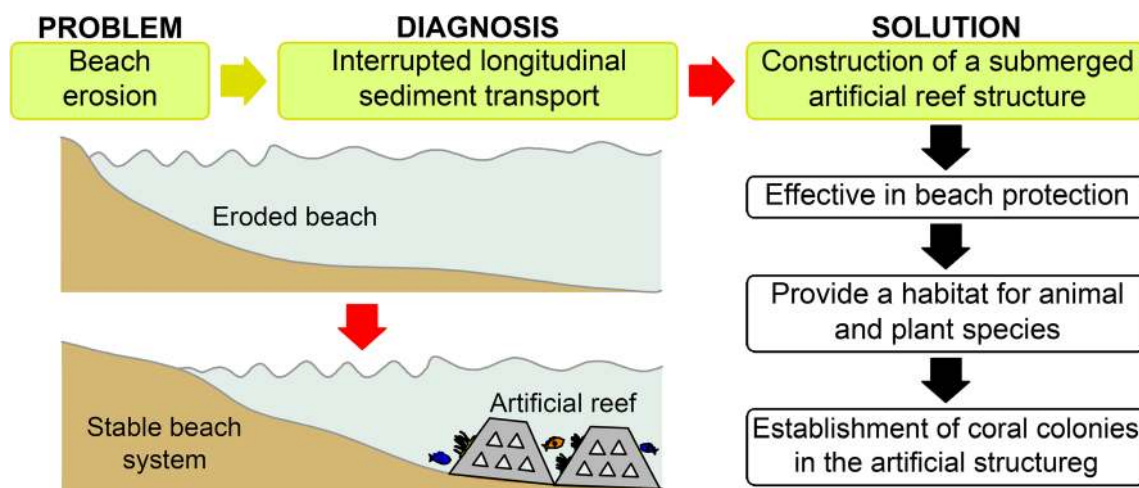 PROBLEM
Beach
erosion
DIAGNOSIS
Interrupted longitudinal
sediment transport
SOLUTION
Construction of a submerged
artificial reef structure
Eroded beach
Effective in beach protection
Provide a habitat for animal
and plant species
Artificial reef
Stable beach
system
Establishment of coral colonies
in the artificial structureg